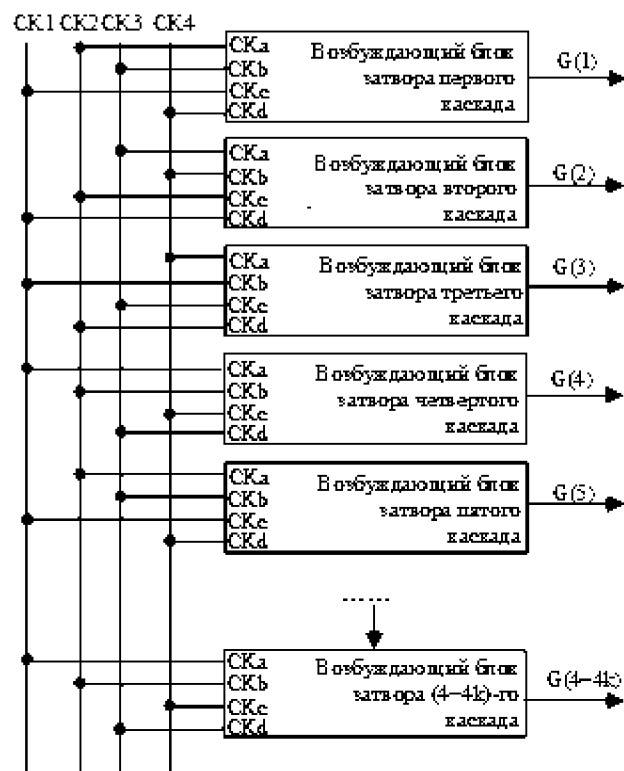 CK1 CK2 CK3 CK4
CKa
CKb
CKc
CKd
Возбуждающий блок
затвора первого
каскада
G(1)
CKa
CKb
CKc
CKd
Возбуждающий блок
затвора второго
каскада
G(2)
CKa
CKb
CKc
CKd
Возбуждающий блок
затвора третьего
каскада
G(3)
CKa
CKb
CKc
CKd
Возбуждающий блок
затвора четвертого
каскада
G(4)
CKa
CKb
CKc
CKd
Возбуждающий блок
затвора пятого
каскада
G(5)
......
CKa
CKb
CKc
CKd
Возбуждающий блок
затвора (4−4k)-го
каскада
G(4−4k)